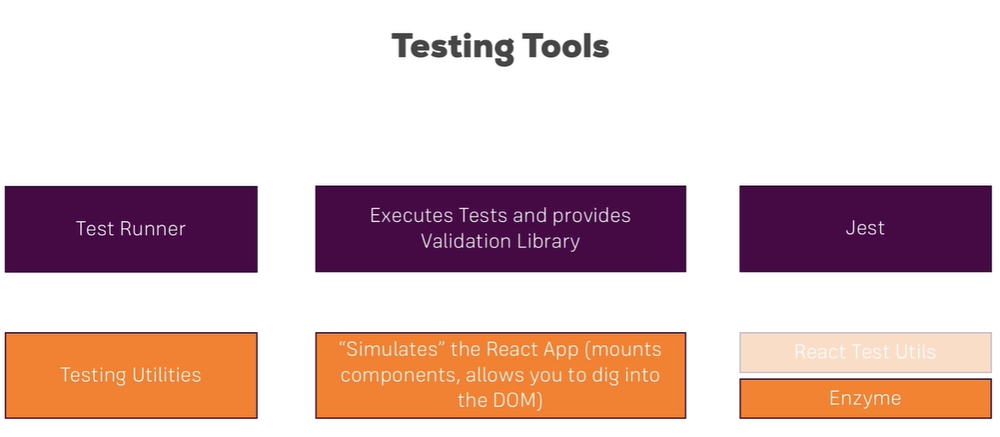 Testing Tools
Test Runner
Executes Tests and provides
Validation Library
Jest
Testing Utilities
“Simulates” the React App (mounts
components, allows you to dig into
the DOM)
React Test Utils
Enzyme